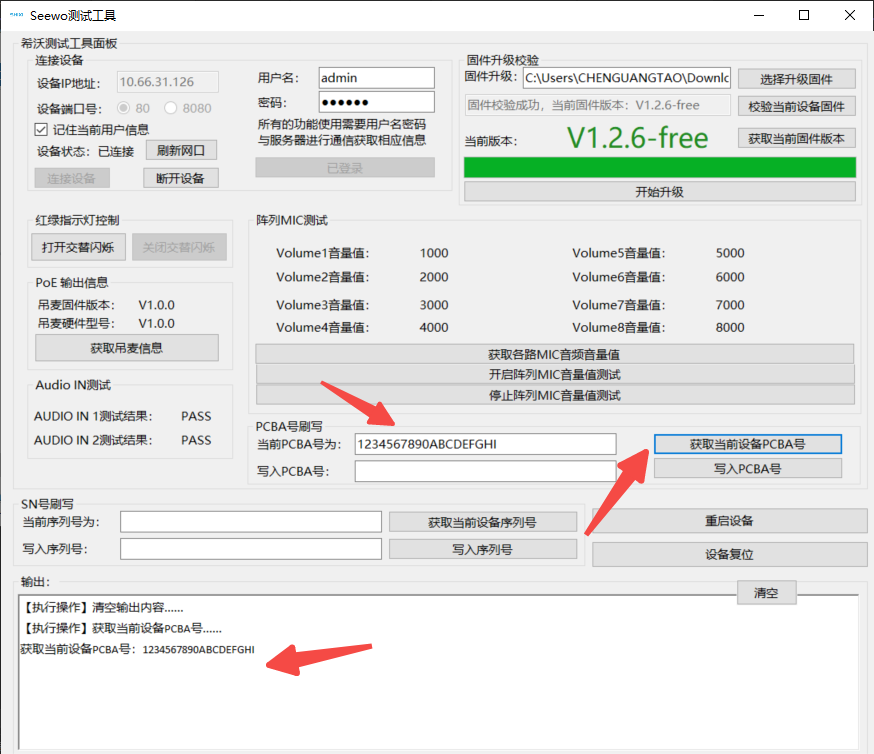 Seewo测试工具
希沃测试工具面板
连接设备
设备IP地址: 10.66.31.126
设备端口号: 80 8080
记住当前用户信息
设备状态: 已连接 刷新网口
连接设备 断开设备
用户名: admin
密码: ●●●●●●
所有的功能使用需要用户名密码
与服务器进行通信获取相应信息
已登录
固件升级校验
固件升级: C:\Users\CHENGUANGTAO\Downlc 选择升级固件
固件校验成功，当前固件版本: V1.2.6-free 校验当前设备固件
当前版本: V1.2.6-free 获取当前固件版本
开始升级
红绿指示灯控制
打开交替闪烁 关闭交替闪烁
PoE 输出信息
吊麦固件版本: V1.0.0
吊麦硬件型号: V1.0.0
获取吊麦信息
Audio IN测试
AUDIO IN 1测试结果: PASS
AUDIO IN 2测试结果: PASS
阵列MIC测试
Volume1音量值: 1000 Volume5音量值: 5000
Volume2音量值: 2000 Volume6音量值: 6000
Volume3音量值: 3000 Volume7音量值: 7000
Volume4音量值: 4000 Volume8音量值: 8000
获取各路MIC音频音量值
开启阵列MIC音量值测试
停止阵列MIC音量值测试
PCBA号刷写
当前PCBA号为: 1234567890ABCDEFGHI 获取当前设备PCBA号
写入PCBA号: 写入PCBA号
SN号刷写
当前序列号为: 获取当前设备序列号 重启设备
写入序列号: 写入序列号 设备复位
输出: 清空
【执行操作】清空输出内容......
【执行操作】获取当前设备PCBA号......
获取当前设备PCBA号: 1234567890ABCDEFGHI